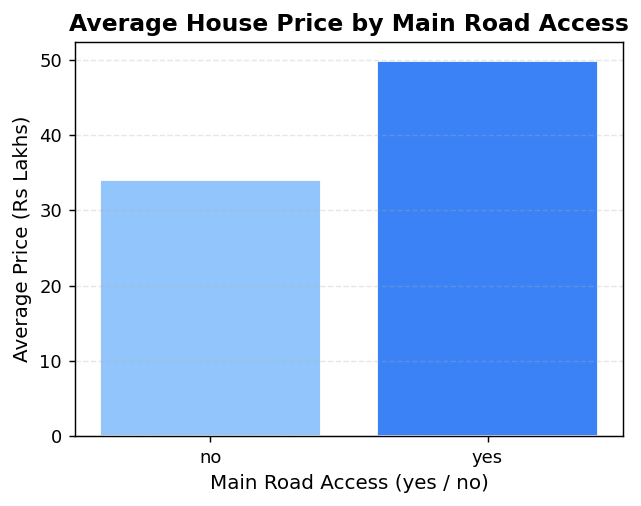 Average House Price by Main Road Access
50
40
30
20
10
0
Average Price (Rs Lakhs)
no yes
Main Road Access (yes / no)